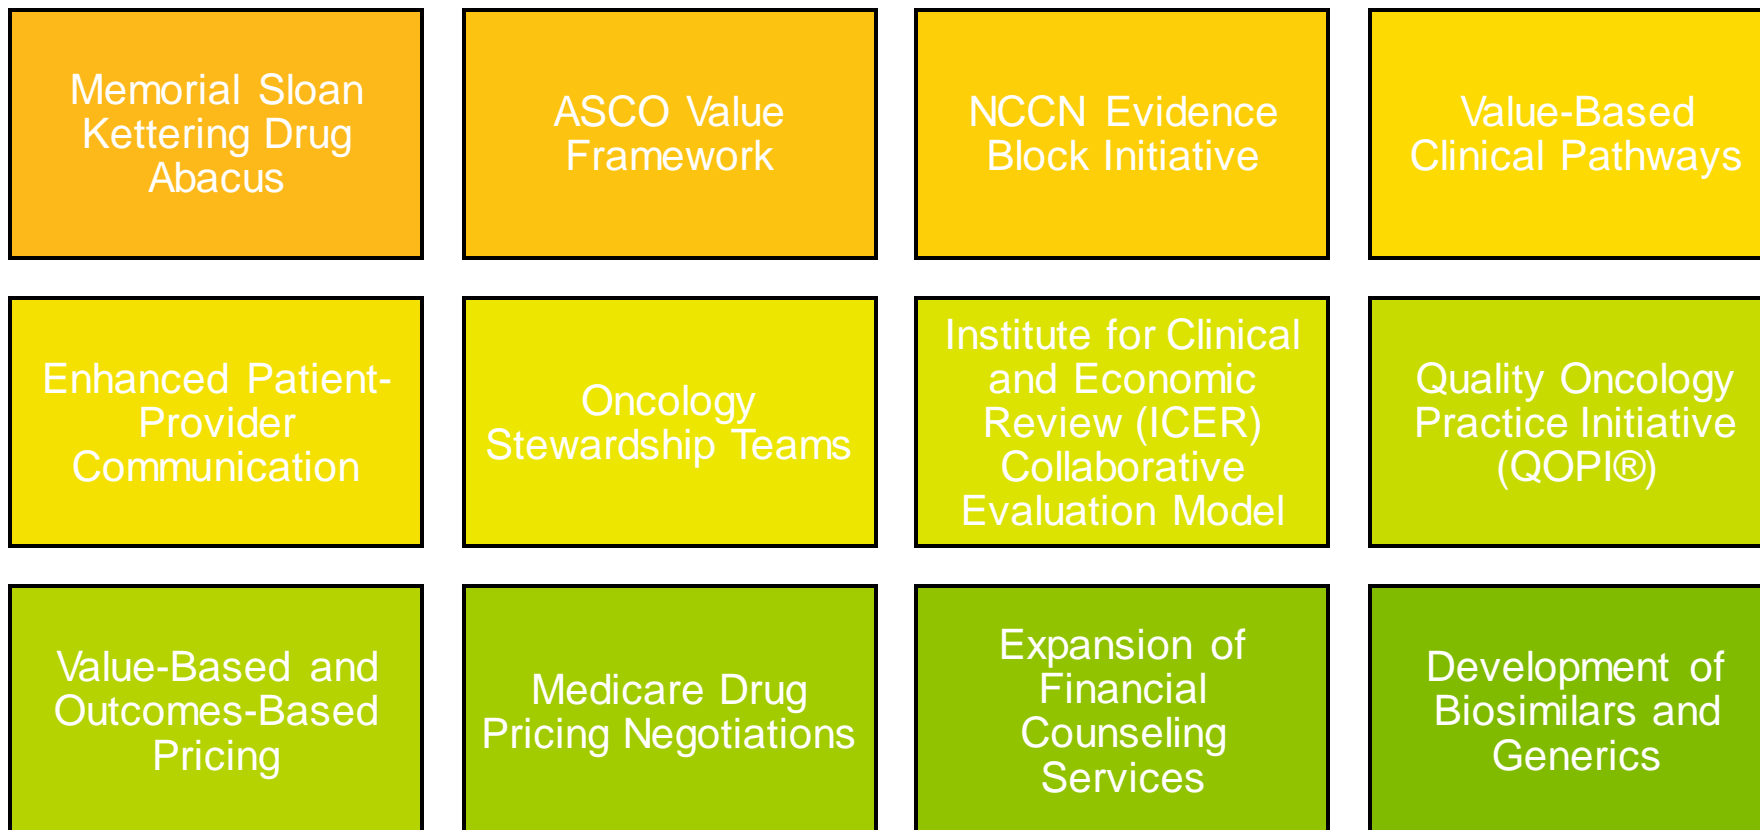 Memorial Sloan
Kettering Drug
Abacus
ASCO Value
Framework
NCCN Evidence
Block Initiative
Value-Based
Clinical Pathways
Enhanced Patient-
Provider
Communication
Oncology
Stewardship Teams
Institute for Clinical
and Economic
Review (ICER)
Collaborative
Evaluation Model
Quality Oncology
Practice Initiative
(QOPI®)
Value-Based and
Outcomes-Based
Pricing
Medicare Drug
Pricing Negotiations
Expansion of
Financial
Counseling
Services
Development of
Biosimilars and
Generics